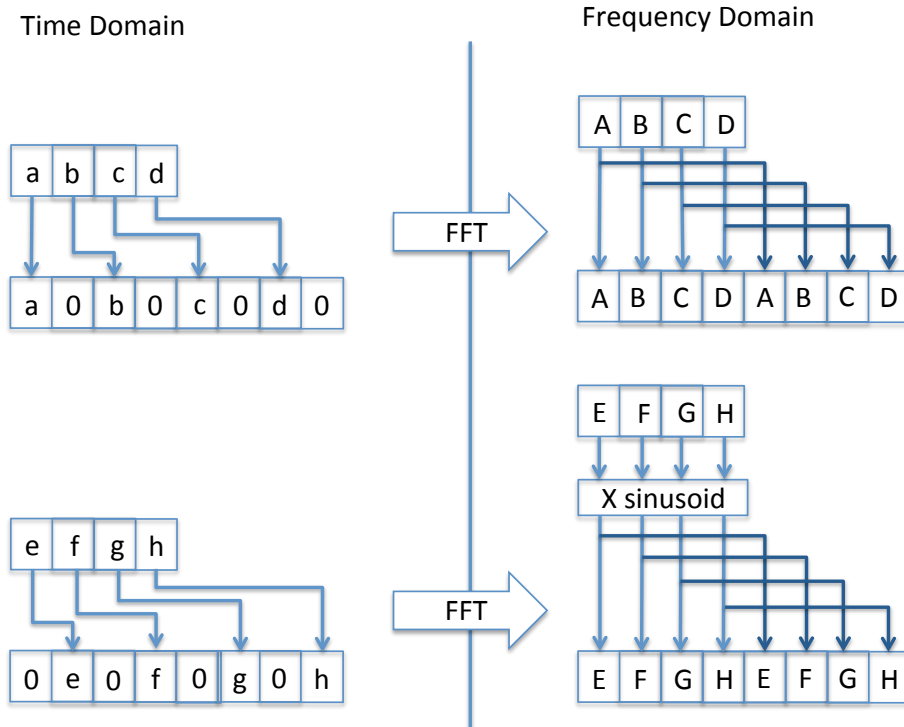 Time Domain
Frequency Domain
A B C D
a b c d
FFT
a 0 b 0 c 0 d 0
A B C D A B C D
E F G H
X sinusoid
e f g h
FFT
0 e 0 f 0 g 0 h
E F G H E F G H